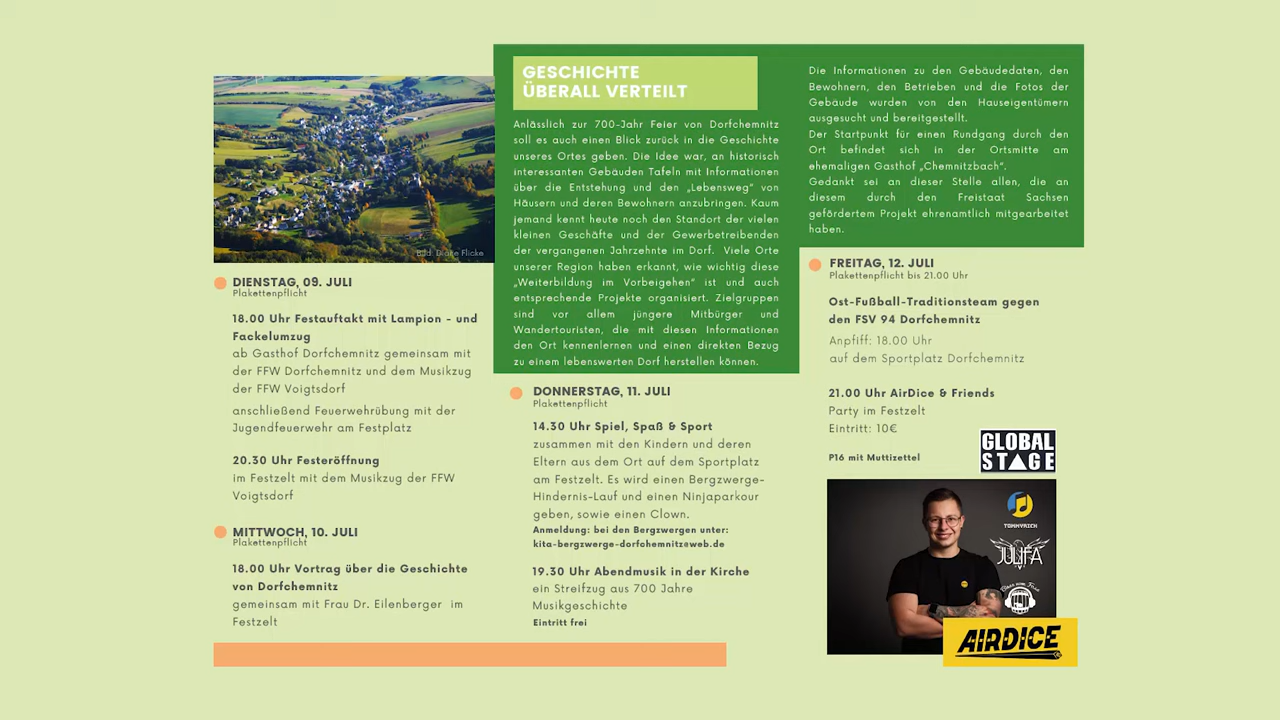 Bild: Diane Flicke
DIENSTAG, 09. JULI
Plakettenpflicht
18.00 Uhr Festauftakt mit Lampion - und
Fackelumzug
ab Gasthof Dorfchemnitz gemeinsam mit
der FFW Dorfchemnitz und dem Musikzug
der FFW Voigtsdorf
anschließend Feuerwehrübung mit der
Jugendfeuerwehr am Festplatz
20.30 Uhr Festeröffnung
im Festzelt mit dem Musikzug der FFW
Voigtsdorf
MITTWOCH, 10. JULI
Plakettenpflicht
18.00 Uhr Vortrag über die Geschichte
von Dorfchemnitz
gemeinsam mit Frau Dr. Eilenberger im
Festzelt
GESCHICHTE
ÜBERALL VERTEILT
Anlässlich zur 700-Jahr Feier von Dorfchemnitz
soll es auch einen Blick zurück in die Geschichte
unseres Ortes geben. Die Idee war, an historisch
interessanten Gebäuden Tafeln mit Informationen
über die Entstehung und den „Lebensweg“ von
Häusern und deren Bewohnern anzubringen. Kaum
jemand kennt heute noch den Standort der vielen
kleinen Geschäfte und der Gewerbetreibenden
der vergangenen Jahrzehnte im Dorf. Viele Orte
unserer Region haben erkannt, wie wichtig diese
„Weiterbildung im Vorbeigehen“ ist und auch
entsprechende Projekte organisiert. Zielgruppen
sind vor allem jüngere Mitbürger und
Wandertouristen, die mit diesen Informationen
den Ort kennenlernen und einen direkten Bezug
zu einem lebenswerten Dorf herstellen können.
DONNERSTAG, 11. JULI
Plakettenpflicht
14.30 Uhr Spiel, Spaß & Sport
zusammen mit den Kindern und deren
Eltern aus dem Ort auf dem Sportplatz
am Festzelt. Es wird einen Bergzwerge-
Hindernis-Lauf und einen Ninjaparkour
geben, sowie einen Clown.
Anmeldung: bei den Bergzwergen unter:
kita-bergzwerge-dorfchemnitz@web.de
19.30 Uhr Abendmusik in der Kirche
ein Streifzug aus 700 Jahre
Musikgeschichte
Eintritt frei
Die Informationen zu den Gebäudedaten, den
Bewohnern, den Betrieben und die Fotos der
Gebäude wurden von den Hauseigentümern
ausgesucht und bereitgestellt.
Der Startpunkt für einen Rundgang durch den
Ort befindet sich in der Ortsmitte am
ehemaligen Gasthof „Chemnitzbach“.
Gedankt sei an dieser Stelle allen, die an
diesem durch den Freistaat Sachsen
gefördertem Projekt ehrenamtlich mitgearbeitet
haben.
FREITAG, 12. JULI
Plakettenpflicht bis 21.00 Uhr
Ost-Fußball-Traditionsteam gegen
den FSV 94 Dorfchemnitz
Anpfiff: 18.00 Uhr
auf dem Sportplatz Dorfchemnitz
21.00 Uhr AirDice & Friends
Party im Festzelt
Eintritt: 10€
P16 mit Muttizettel
GLOBAL
STAGE
TOMMYRICH
JULIFA
AIRDICE